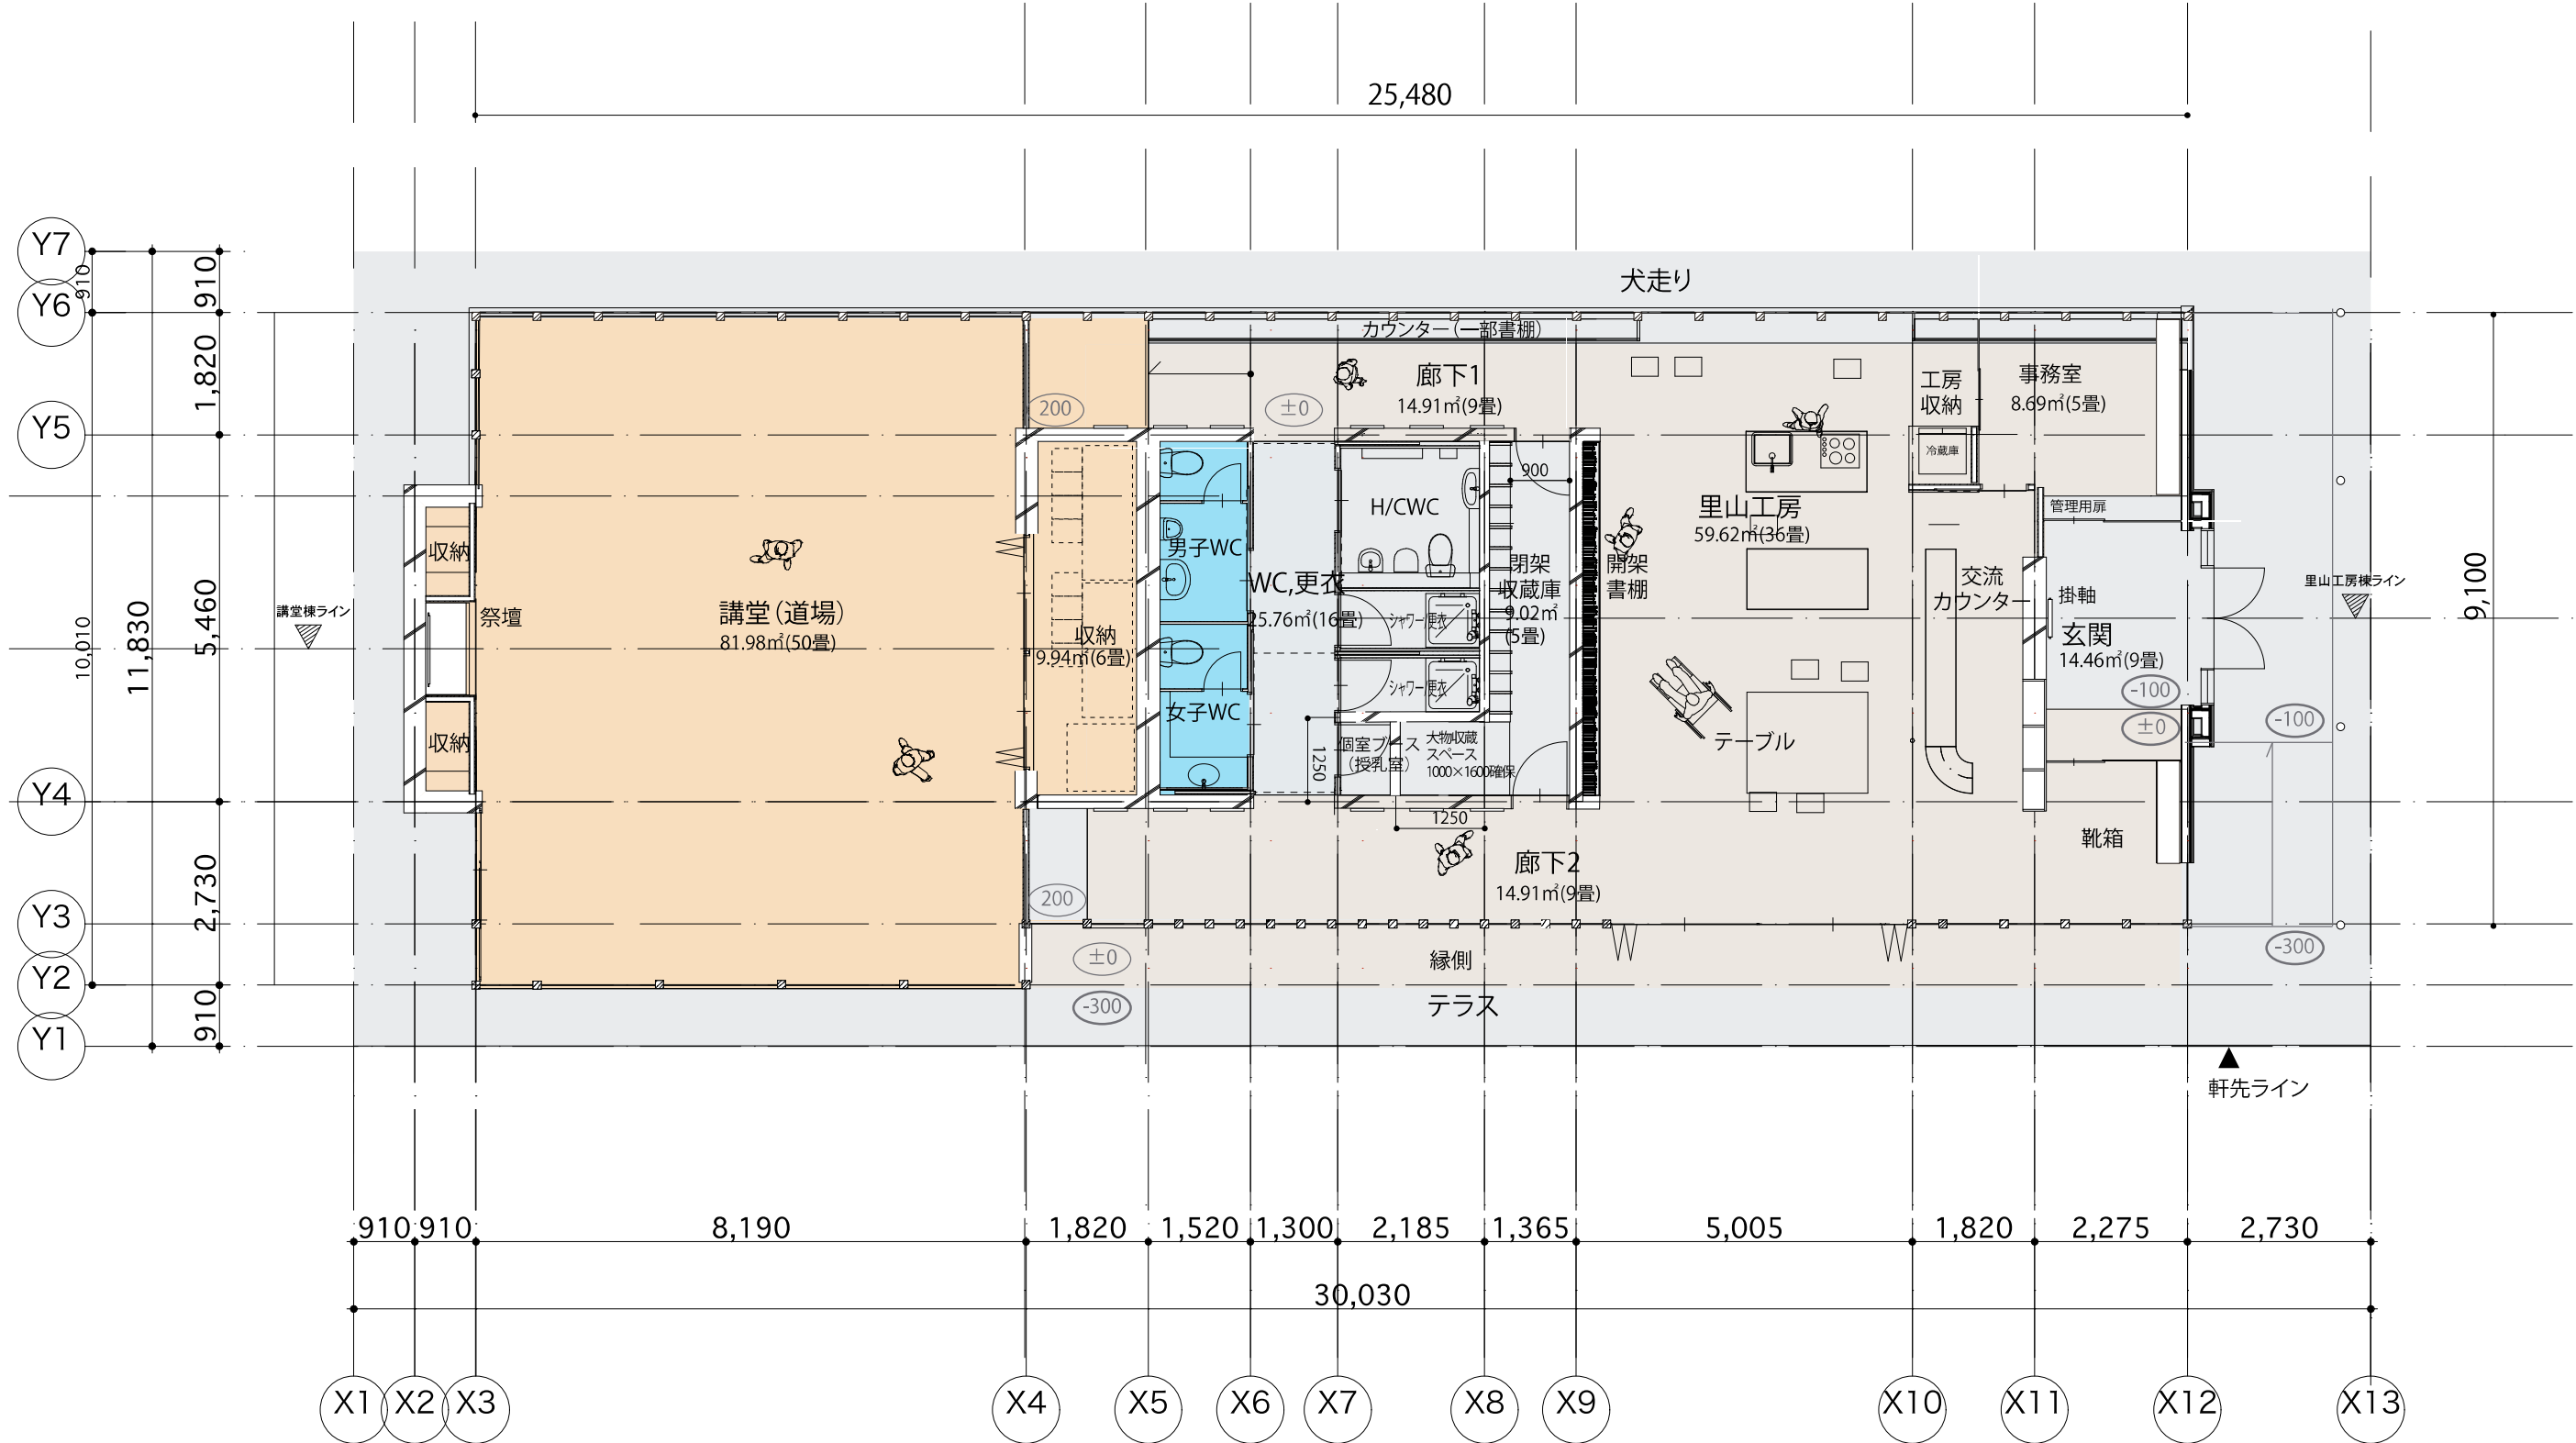 25,480
Y7
Y6
Y5
Y4
Y3
Y2
Y1
910
10,010
11,830
910
1,820
5,460
2,730
910
9,100
犬走り
カウンター（一部書棚）
廊下1
14.91㎡(9畳)
200
±0
工房
収納
事務室
8.69㎡(5畳)
冷蔵庫
管理用扉
900
H/CWC
里山工房
59.62㎡(36畳)
収納
祭壇
収納
講堂棟ライン
講堂（道場）
81.98㎡(50畳)
収納
9.94㎡(6畳)
男子WC
女子WC
WC,更衣
25.76㎡(16畳)
シャワー/更衣
シャワー/更衣
閉架
収蔵庫
9.02㎡
(5畳)
開架
書棚
交流
カウンター
掛軸
玄関
14.46㎡(9畳)
里山工房棟ライン
-100
±0
-100
-300
テーブル
個室ブース
（授乳室）
大物収蔵
スペース
1000×1600確保
1250
1250
靴箱
廊下2
14.91㎡(9畳)
200
±0
-300
縁側
テラス
軒先ライン
910
910
8,190
1,820
1,520
1,300
2,185
1,365
5,005
1,820
2,275
2,730
30,030
X1
X2
X3
X4
X5
X6
X7
X8
X9
X10
X11
X12
X13